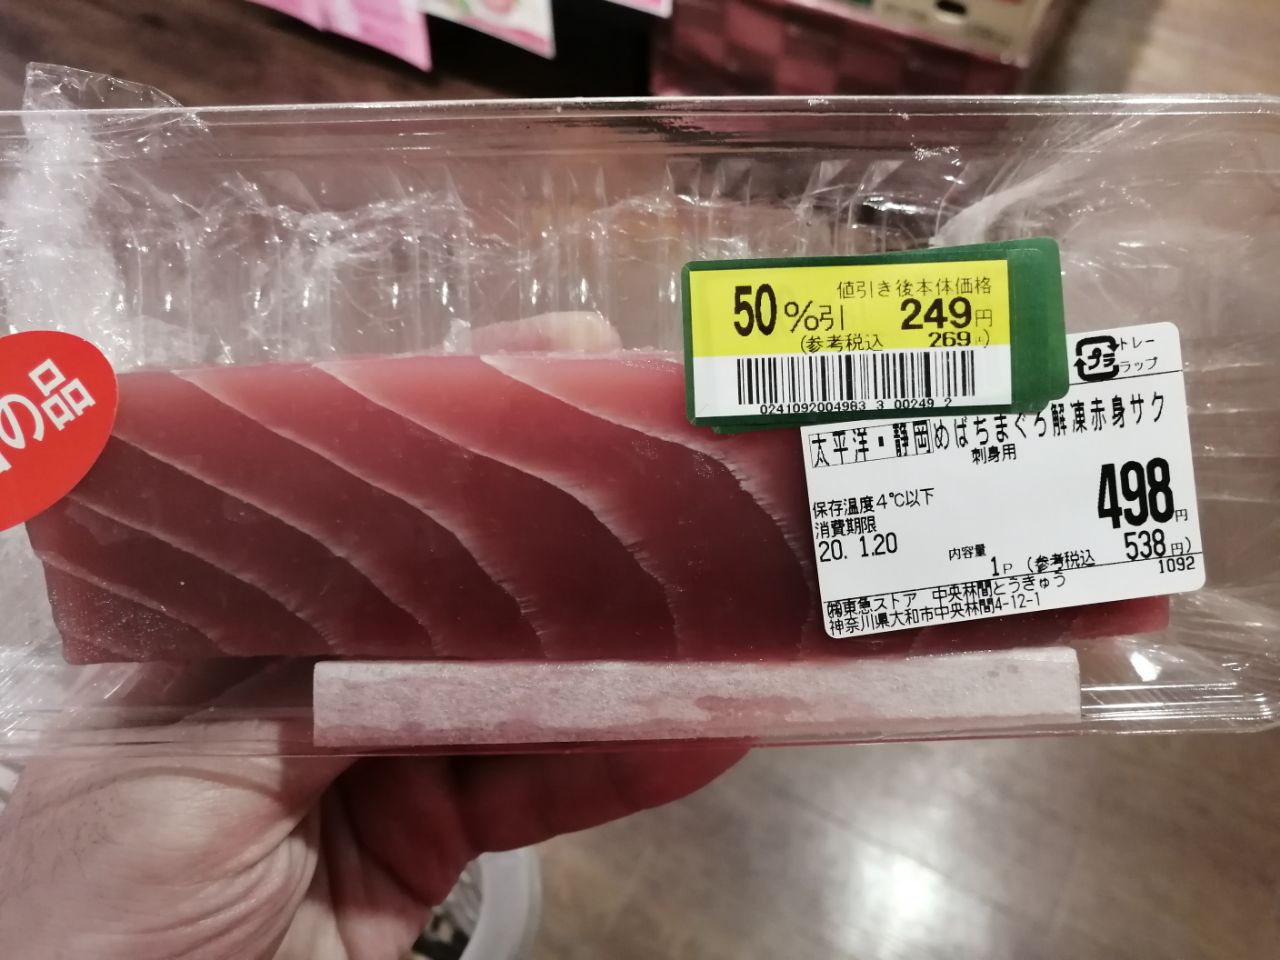 の品
50%引
値引き後本体価格
249円
(参考税込 269円)
0241092004983 3 00249 2
プラ
トレー
ラップ
太平洋・静岡 めばちまぐろ解凍赤身サク
刺身用
保存温度4℃以下
消費期限
20. 1.20
498円
内容量
1P (参考税込 538円)
1092
㈱東急ストア 中央林間とうきゅう
神奈川県大和市中央林間4-12-1